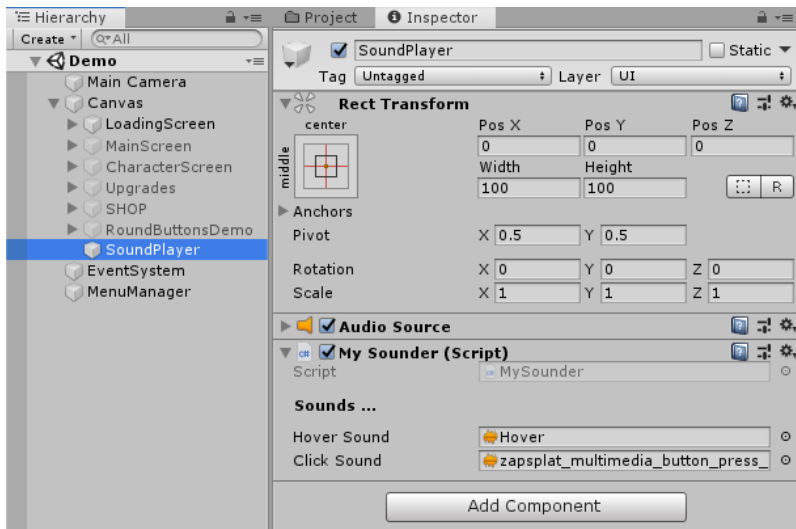 Hierarchy
Create
All
Demo
Main Camera
Canvas
LoadingScreen
MainScreen
CharacterScreen
Upgrades
SHOP
RoundButtonsDemo
SoundPlayer
EventSystem
MenuManager
Project Inspector
SoundPlayer Static
Tag Untagged Layer UI
Rect Transform
center Pos X Pos Y Pos Z
middle
0 0 0
Width Height
100 100 R
Anchors
Pivot X 0.5 Y 0.5
Rotation X 0 Y 0 Z 0
Scale X 1 Y 1 Z 1
Audio Source
C# My Sounder (Script)
Script MySounder
Sounds ...
Hover Sound Hover
Click Sound zapsplat_multimedia_button_press_
Add Component